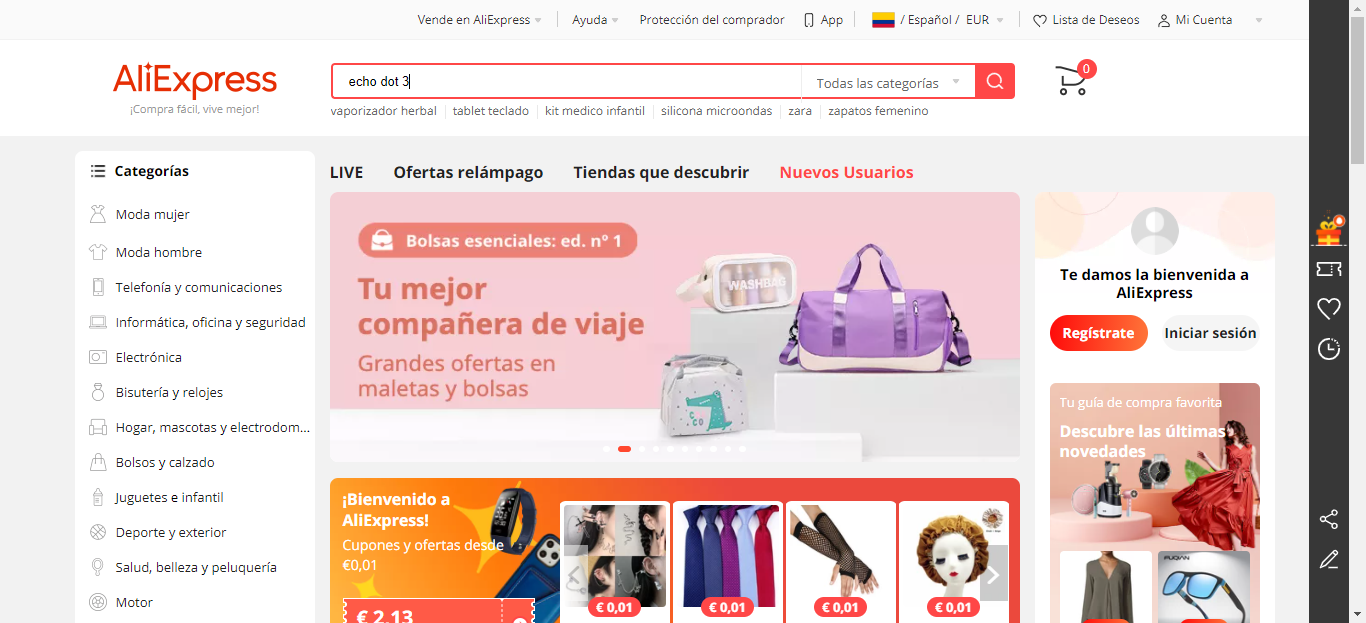 Vende en AliExpress
Ayuda
Protección del comprador
App
/ Español / EUR
Lista de Deseos
Mi Cuenta
AliExpress
¡Compra fácil, vive mejor!
echo dot 3
Todas las categorías
0
vaporizador herbal
tablet teclado
kit medico infantil
silicona microondas
zara
zapatos femenino
Categorías
Moda mujer
Moda hombre
Telefonía y comunicaciones
Informática, oficina y seguridad
Electrónica
Bisutería y relojes
Hogar, mascotas y electrodom...
Bolsos y calzado
Juguetes e infantil
Deporte y exterior
Salud, belleza y peluquería
Motor
LIVE
Ofertas relámpago
Tiendas que descubrir
Nuevos Usuarios
Bolsas esenciales: ed. nº 1
Tu mejor
compañera de viaje
Grandes ofertas en
maletas y bolsas
WASHBAG
CCO
Te damos la bienvenida a
AliExpress
Regístrate
Iniciar sesión
Tu guía de compra favorita
Descubre las últimas
novedades
FUQIAN
¡Bienvenido a
AliExpress!
Cupones y ofertas desde
€0,01
€ 2,13
€ 0,01
€ 0,01
€ 0,01
€ 0,01